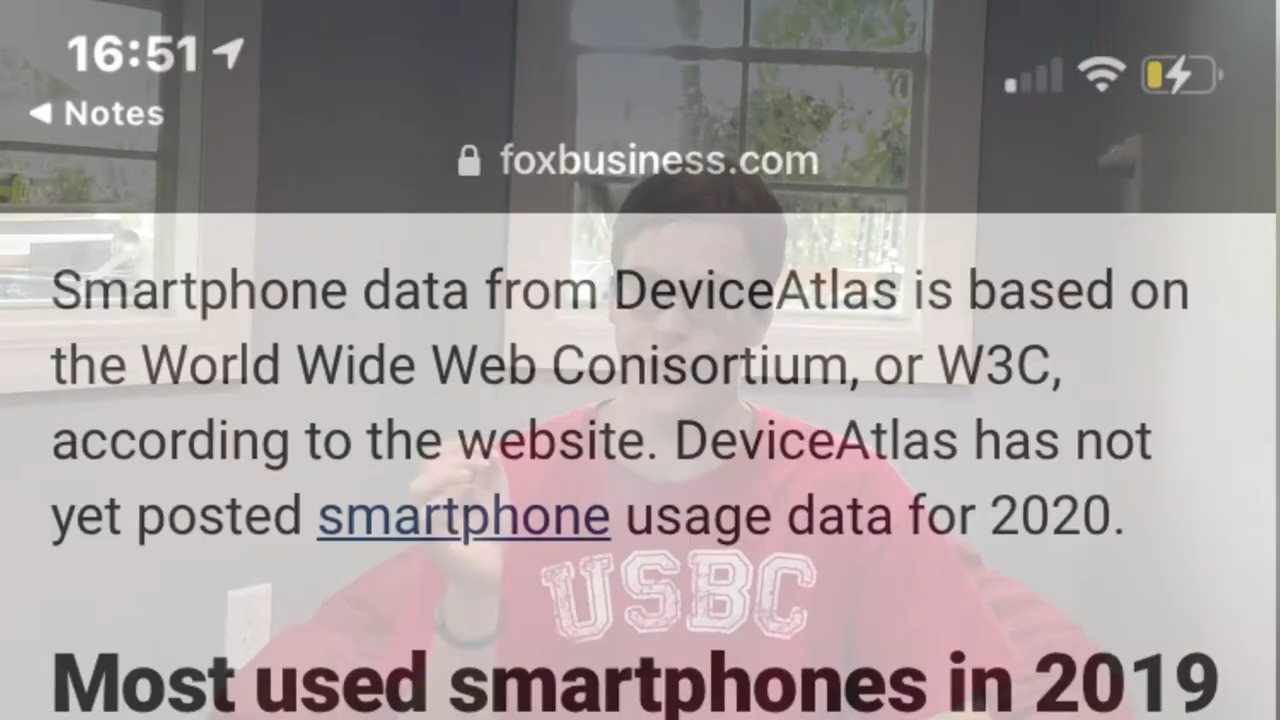 16:51
◀ Notes
foxbusiness.com
Smartphone data from DeviceAtlas is based on
the World Wide Web Conisortium, or W3C,
according to the website. DeviceAtlas has not
yet posted smartphone usage data for 2020.
USBC
Most used smartphones in 2019